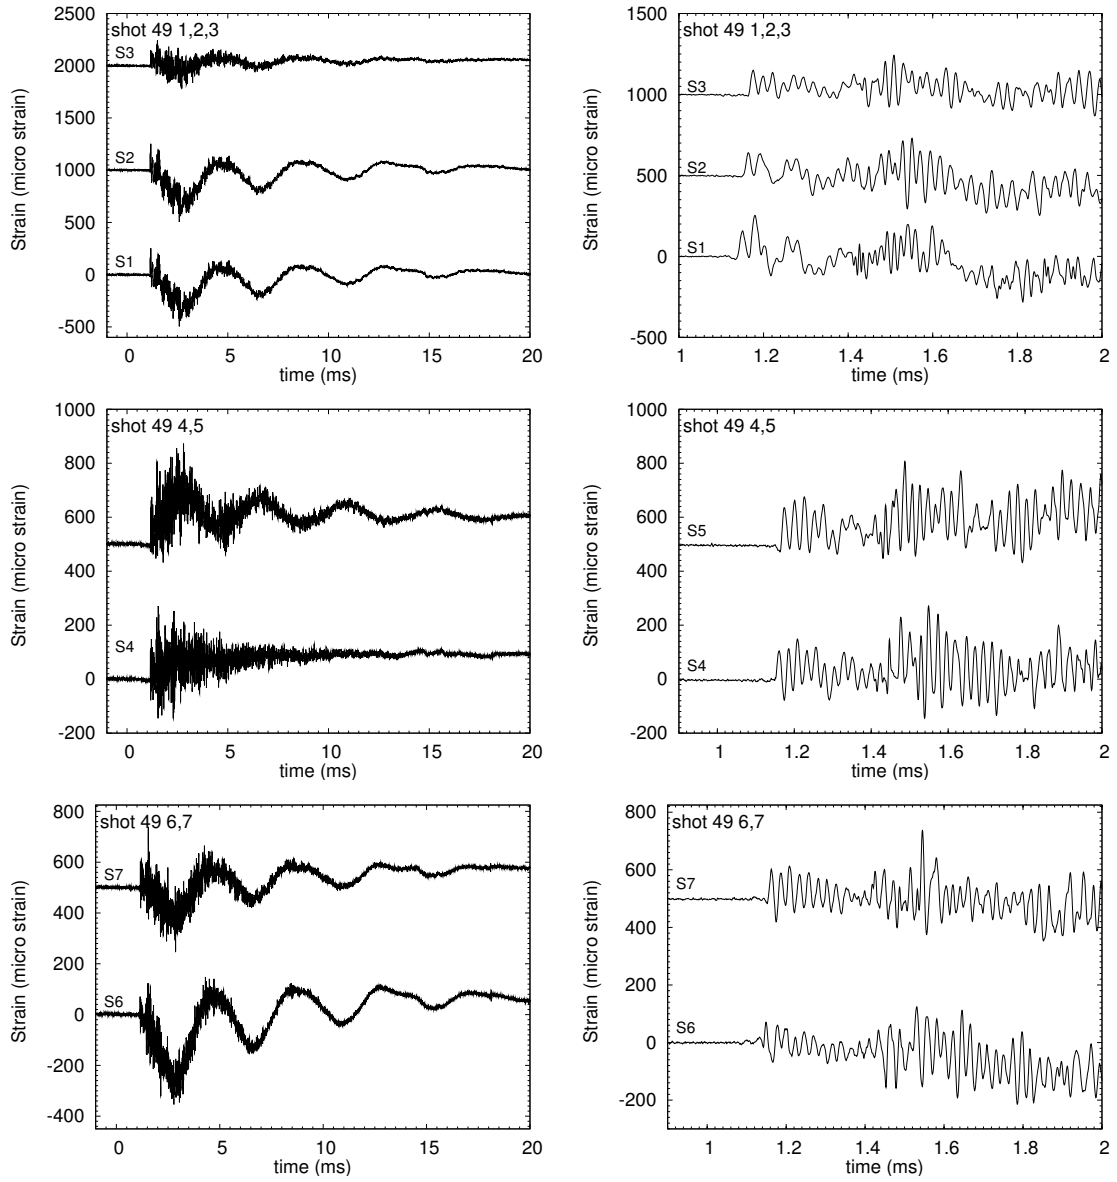 shot 49 1,2,3
Strain (micro strain)
2500
2000
1500
1000
500
0
-500
S3
S2
S1
0 5 10 15 20
time (ms)
shot 49 1,2,3
Strain (micro strain)
1500
1000
500
0
-500
S3
S2
S1
1 1.2 1.4 1.6 1.8 2
time (ms)
shot 49 4,5
Strain (micro strain)
1000
800
600
400
200
0
-200
S4
0 5 10 15 20
time (ms)
shot 49 4,5
Strain (micro strain)
1000
800
600
400
200
0
-200
S5
S4
1 1.2 1.4 1.6 1.8 2
time (ms)
shot 49 6,7
Strain (micro strain)
800
600
400
200
0
-200
-400
S7
S6
0 5 10 15 20
time (ms)
shot 49 6,7
Strain (micro strain)
800
600
400
200
0
-200
S7
S6
1 1.2 1.4 1.6 1.8 2
time (ms)